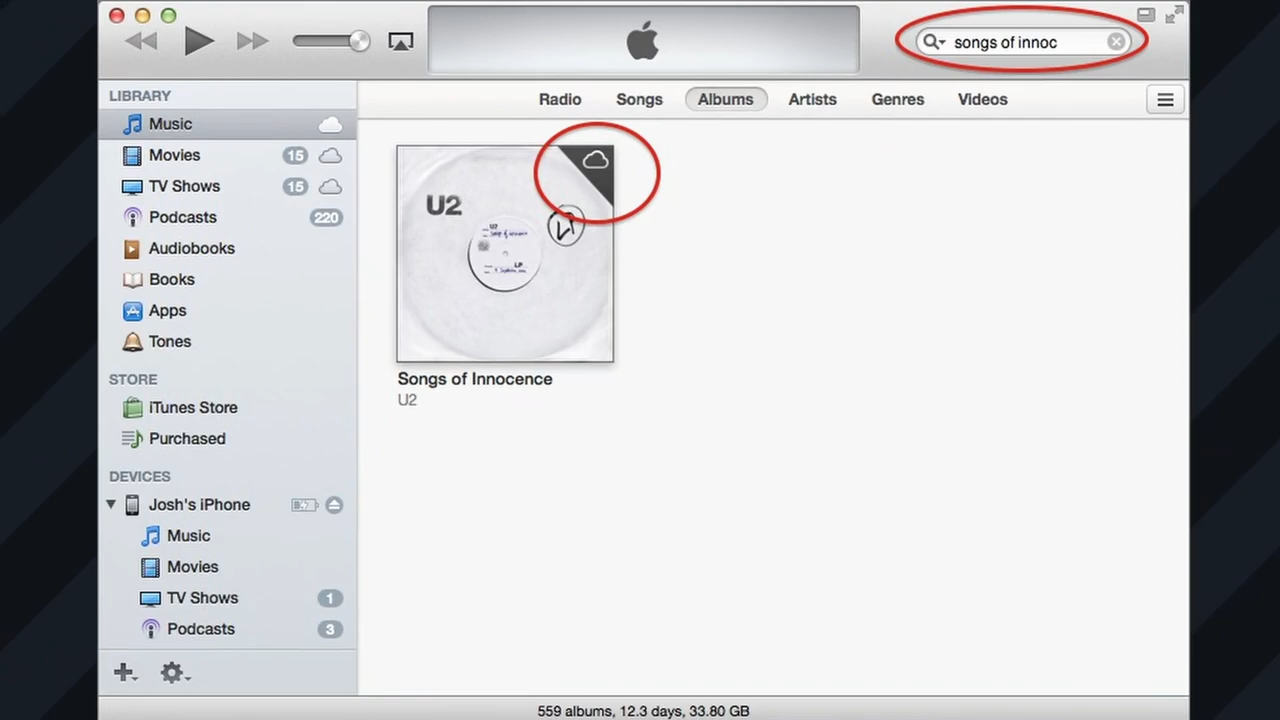 songs of innoc
LIBRARY
Music
Movies 15
TV Shows 15
Podcasts 220
Audiobooks
Books
Apps
Tones
STORE
iTunes Store
Purchased
DEVICES
Josh's iPhone
Music
Movies
TV Shows 1
Podcasts 3
Radio Songs Albums Artists Genres Videos
U2
U2
LP
Songs of Innocence
U2
559 albums, 12.3 days, 33.80 GB